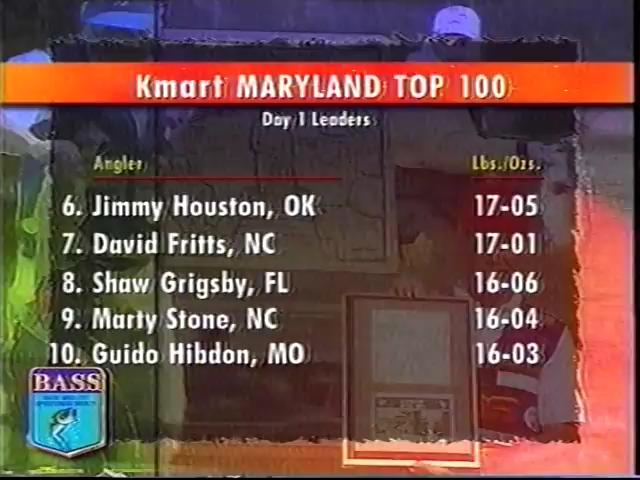 Kmart MARYLAND TOP 100
Day 1 Leaders
Angler Lbs./Ozs.
6. Jimmy Houston, OK 17-05
7. David Fritts, NC 17-01
8. Shaw Grigsby, FL 16-06
9. Marty Stone, NC 16-04
10. Guido Hibdon, MO 16-03
BASS